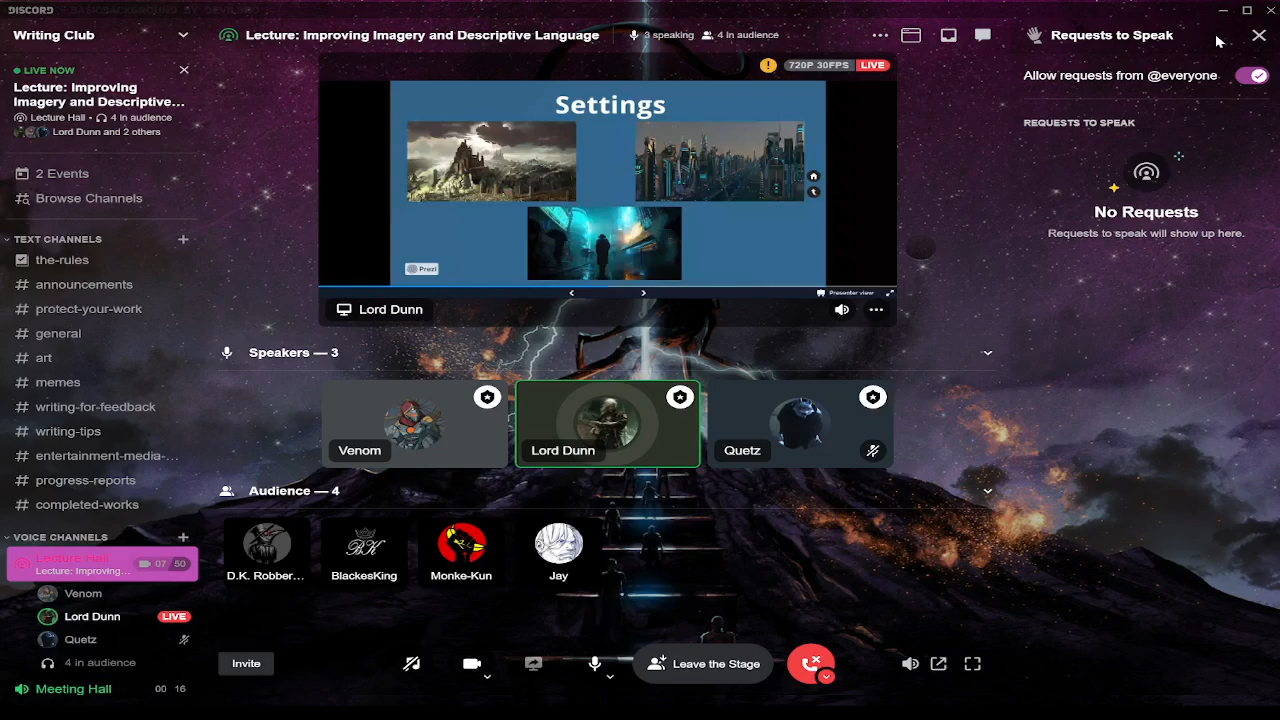 DISCORD
Writing Club
LIVE NOW
Lecture: Improving
Imagery and Descriptive...
Lecture Hall • 4 in audience
Lord Dunn and 2 others
2 Events
Browse Channels
TEXT CHANNELS
the-rules
# announcements
# protect-your-work
# general
# art
# memes
# writing-for-feedback
# writing-tips
# entertainment-media-...
# progress-reports
# completed-works
VOICE CHANNELS
Lecture Hall
Lecture: Improving...
07 50
Venom
Lord Dunn LIVE
Quetz
4 in audience
Meeting Hall 00 16
Lecture: Improving Imagery and Descriptive Language
3 speaking 4 in audience
720P 30FPS LIVE
Settings
Prezi
Presenter view
Lord Dunn
Speakers — 3
Venom
Lord Dunn
Quetz
Audience — 4
BK
D.K. Robber...
BlakesKing
Monke-Kun
Jay
Invite
Leave the Stage
Requests to Speak
Allow requests from @everyone
REQUESTS TO SPEAK
No Requests
Requests to speak will show up here.